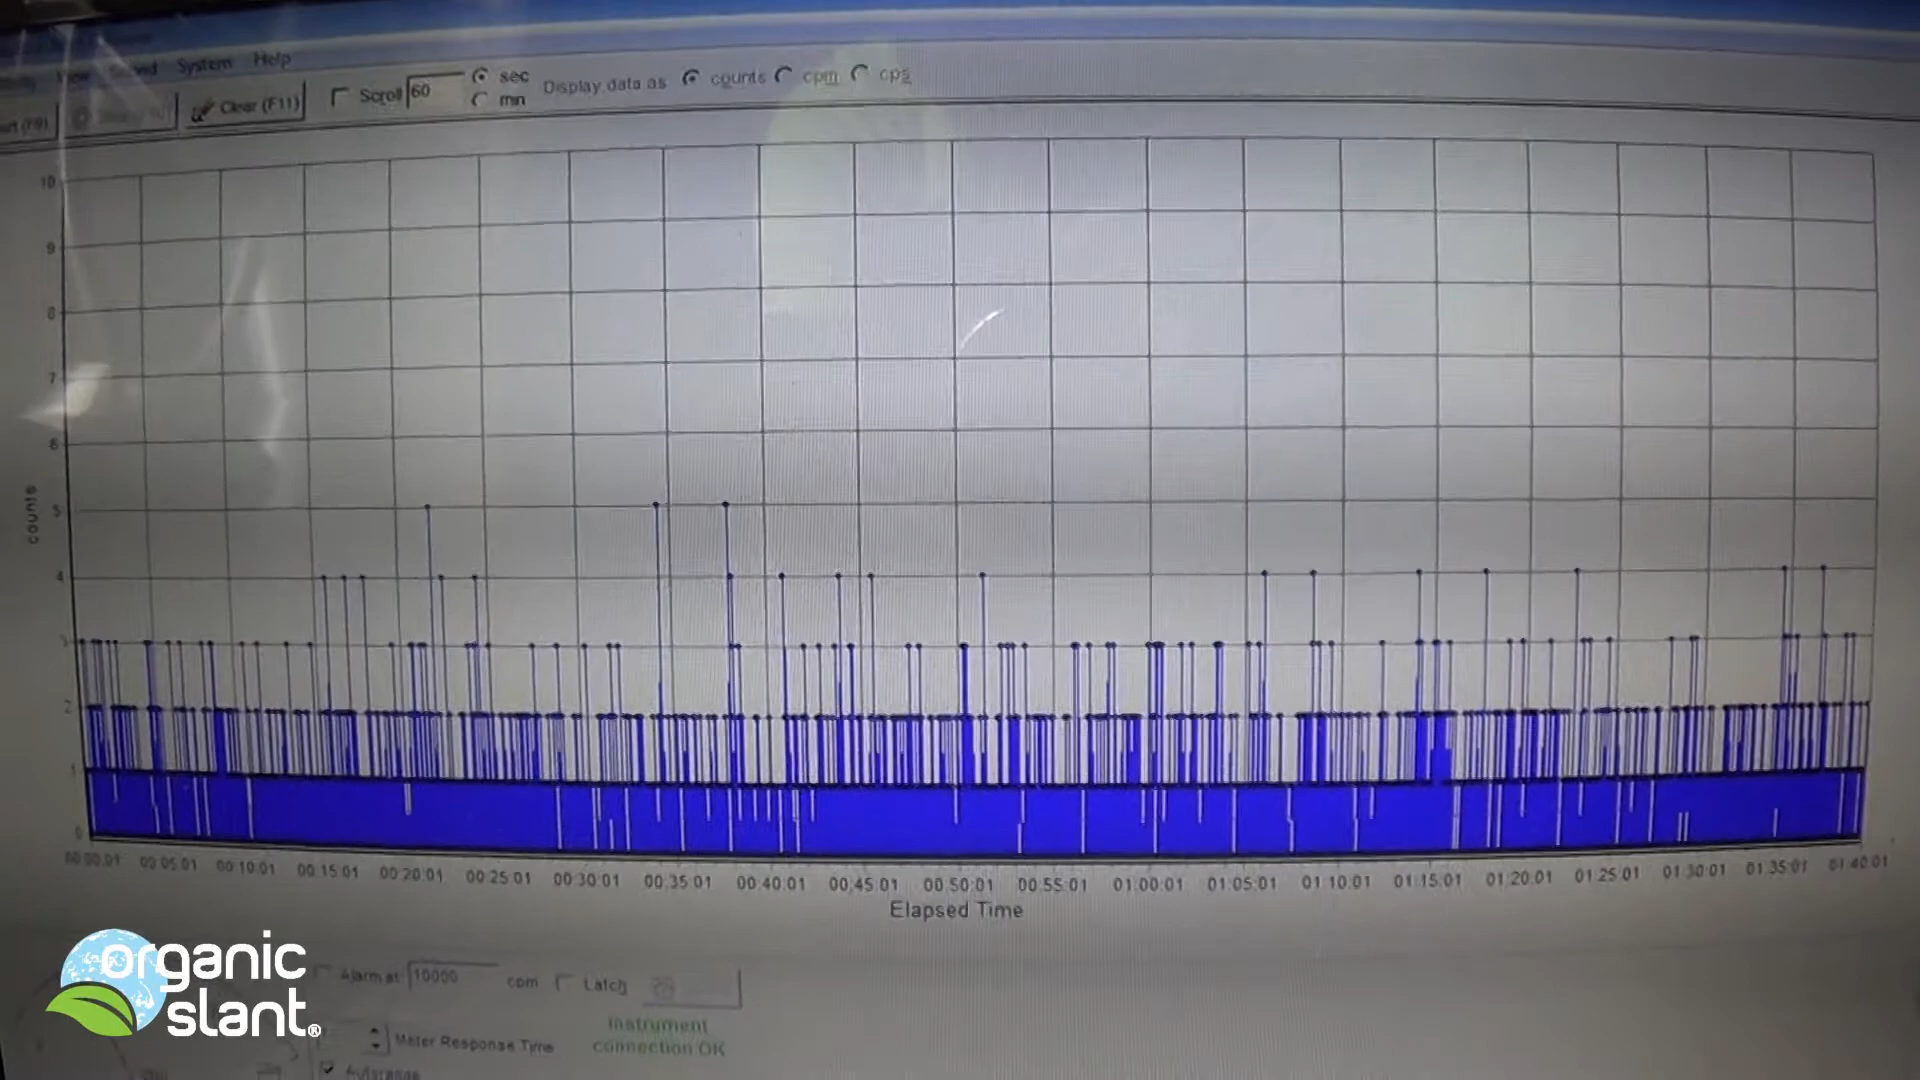 View Sound System Help
Clear (F11) Scroll 60 sec
min
Display data as counts cpm cps
10
9
8
7
6
5
4
3
2
1
0
counts
00:00:01 00:05:01 00:10:01 00:15:01 00:20:01 00:25:01 00:30:01 00:35:01 00:40:01 00:45:01 00:50:01 00:55:01 01:00:01 01:05:01 01:10:01 01:15:01 01:20:01 01:25:01 01:30:01 01:35:01 01:40:01
Elapsed Time
organic
slant®
Alarm at 10000 cpm Latch
Instrument
connection OK
Meter Response Time
Autorange